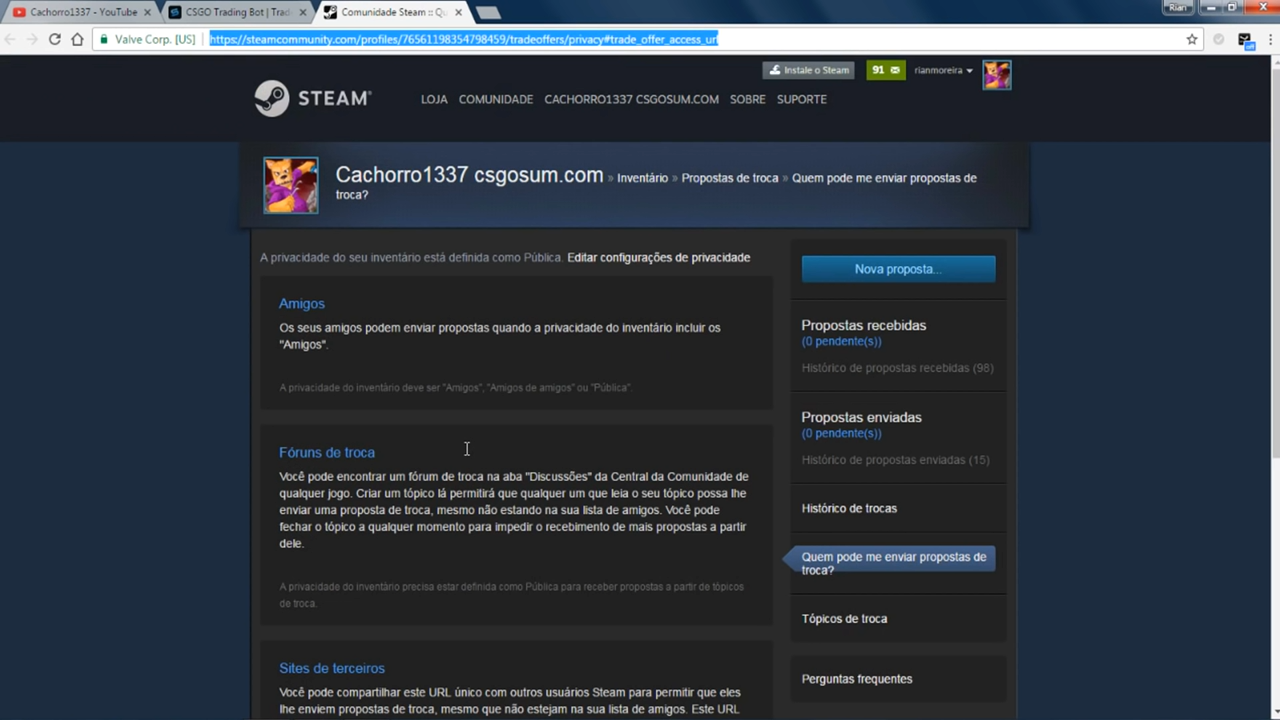 Cachorro1337 - YouTube
CSGO Trading Bot | Trad
Comunidade Steam :: Qu
Rian
Valve Corp. [US]
https://steamcommunity.com/profiles/76561198354798459/tradeoffers/privacy#trade_offer_access_url
Instale o Steam
91
rianmoreira
STEAM®
LOJA COMUNIDADE CACHORRO1337 CSGOSUM.COM SOBRE SUPORTE
Cachorro1337 csgosum.com » Inventário » Propostas de troca » Quem pode me enviar propostas de
troca?
A privacidade do seu inventário está definida como Pública. Editar configurações de privacidade
Amigos
Os seus amigos podem enviar propostas quando a privacidade do inventário incluir os
"Amigos".
A privacidade do inventário deve ser "Amigos", "Amigos de amigos" ou "Pública".
Fóruns de troca
Você pode encontrar um fórum de troca na aba "Discussões" da Central da Comunidade de
qualquer jogo. Criar um tópico lá permitirá que qualquer um que leia o seu tópico possa lhe
enviar uma proposta de troca, mesmo não estando na sua lista de amigos. Você pode
fechar o tópico a qualquer momento para impedir o recebimento de mais propostas a partir
dele.
A privacidade do inventário precisa estar definida como Pública para receber propostas a partir de tópicos
de troca.
Sites de terceiros
Você pode compartilhar este URL único com outros usuários Steam para permitir que eles
lhe enviem propostas de troca, mesmo que não estejam na sua lista de amigos. Este URL
Nova proposta...
Propostas recebidas
(0 pendente(s))
Histórico de propostas recebidas (98)
Propostas enviadas
(0 pendente(s))
Histórico de propostas enviadas (15)
Histórico de trocas
Quem pode me enviar propostas de
troca?
Tópicos de troca
Perguntas frequentes